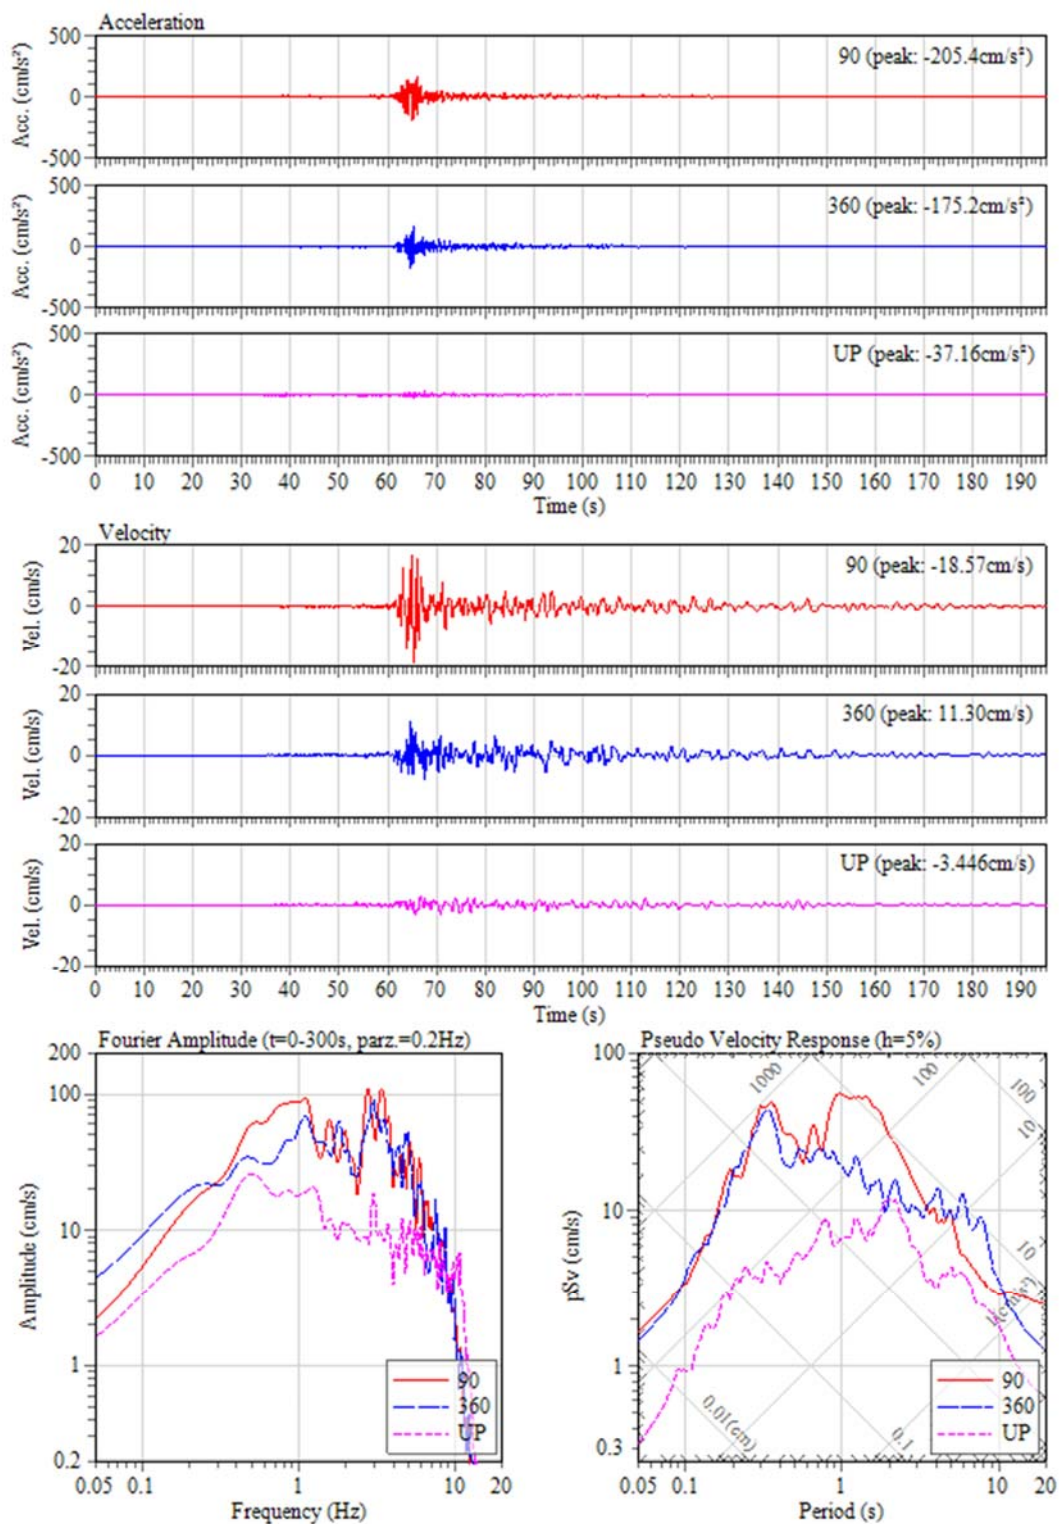 Acceleration
500
0
-500
Acc. (cm/s²)
90 (peak: -205.4cm/s²)
500
0
-500
Acc. (cm/s²)
360 (peak: -175.2cm/s²)
500
0
-500
Acc. (cm/s²)
UP (peak: -37.16cm/s²)
0 10 20 30 40 50 60 70 80 90 100 110 120 130 140 150 160 170 180 190
Time (s)
Velocity
20
0
-20
Vel. (cm/s)
90 (peak: -18.57cm/s)
20
0
-20
Vel. (cm/s)
360 (peak: 11.30cm/s)
20
0
-20
Vel. (cm/s)
UP (peak: -3.446cm/s)
0 10 20 30 40 50 60 70 80 90 100 110 120 130 140 150 160 170 180 190
Time (s)
Fourier Amplitude (t=0-300s, parz.=0.2Hz)
200
100
10
1
0.2
Amplitude (cm/s)
90
360
UP
0.05 0.1 1 10 20
Frequency (Hz)
Pseudo Velocity Response (h=5%)
100
10
1
0.3
pSv (cm/s)
1000
100
100
10
10
1(cm/s²)
0.01(cm)
0.1
90
360
UP
0.05 0.1 1 10 20
Period (s)